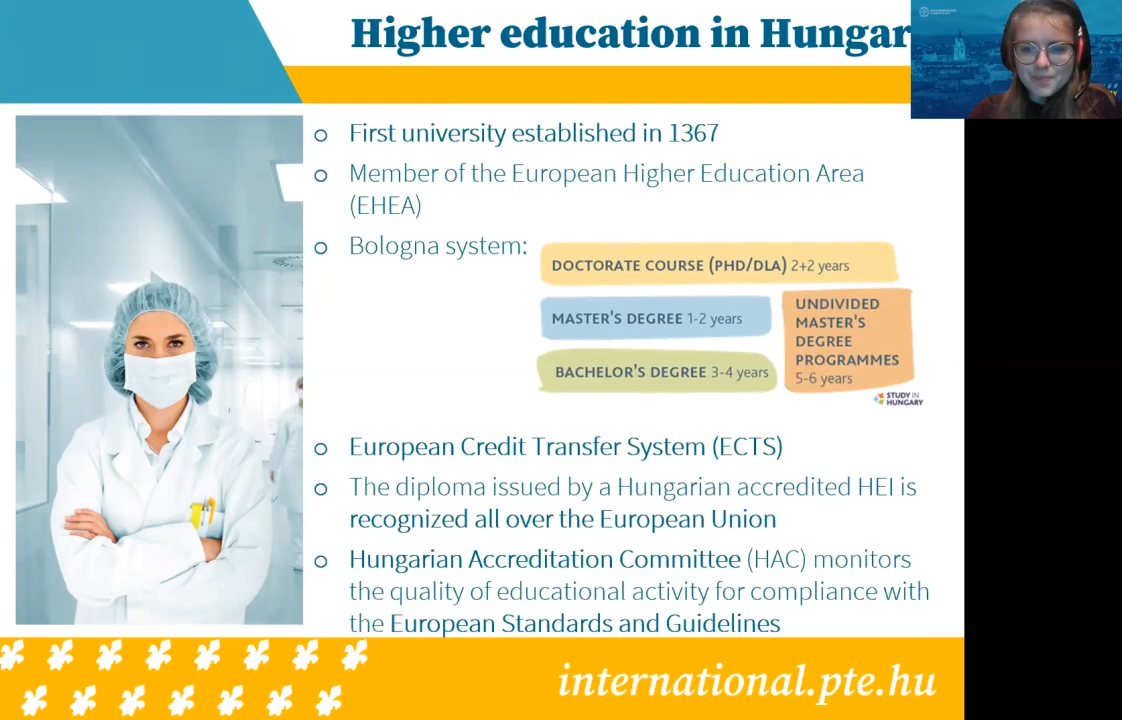 Higher education in Hungar
First university established in 1367
Member of the European Higher Education Area
(EHEA)
Bologna system:
DOCTORATE COURSE (PHD/DLA) 2+2 years
MASTER'S DEGREE 1-2 years
BACHELOR'S DEGREE 3-4 years
UNDIVIDED
MASTER'S
DEGREE
PROGRAMMES
5-6 years
STUDY IN
HUNGARY
European Credit Transfer System (ECTS)
The diploma issued by a Hungarian accredited HEI is
recognized all over the European Union
Hungarian Accreditation Committee (HAC) monitors
the quality of educational activity for compliance with
the European Standards and Guidelines
international.pte.hu